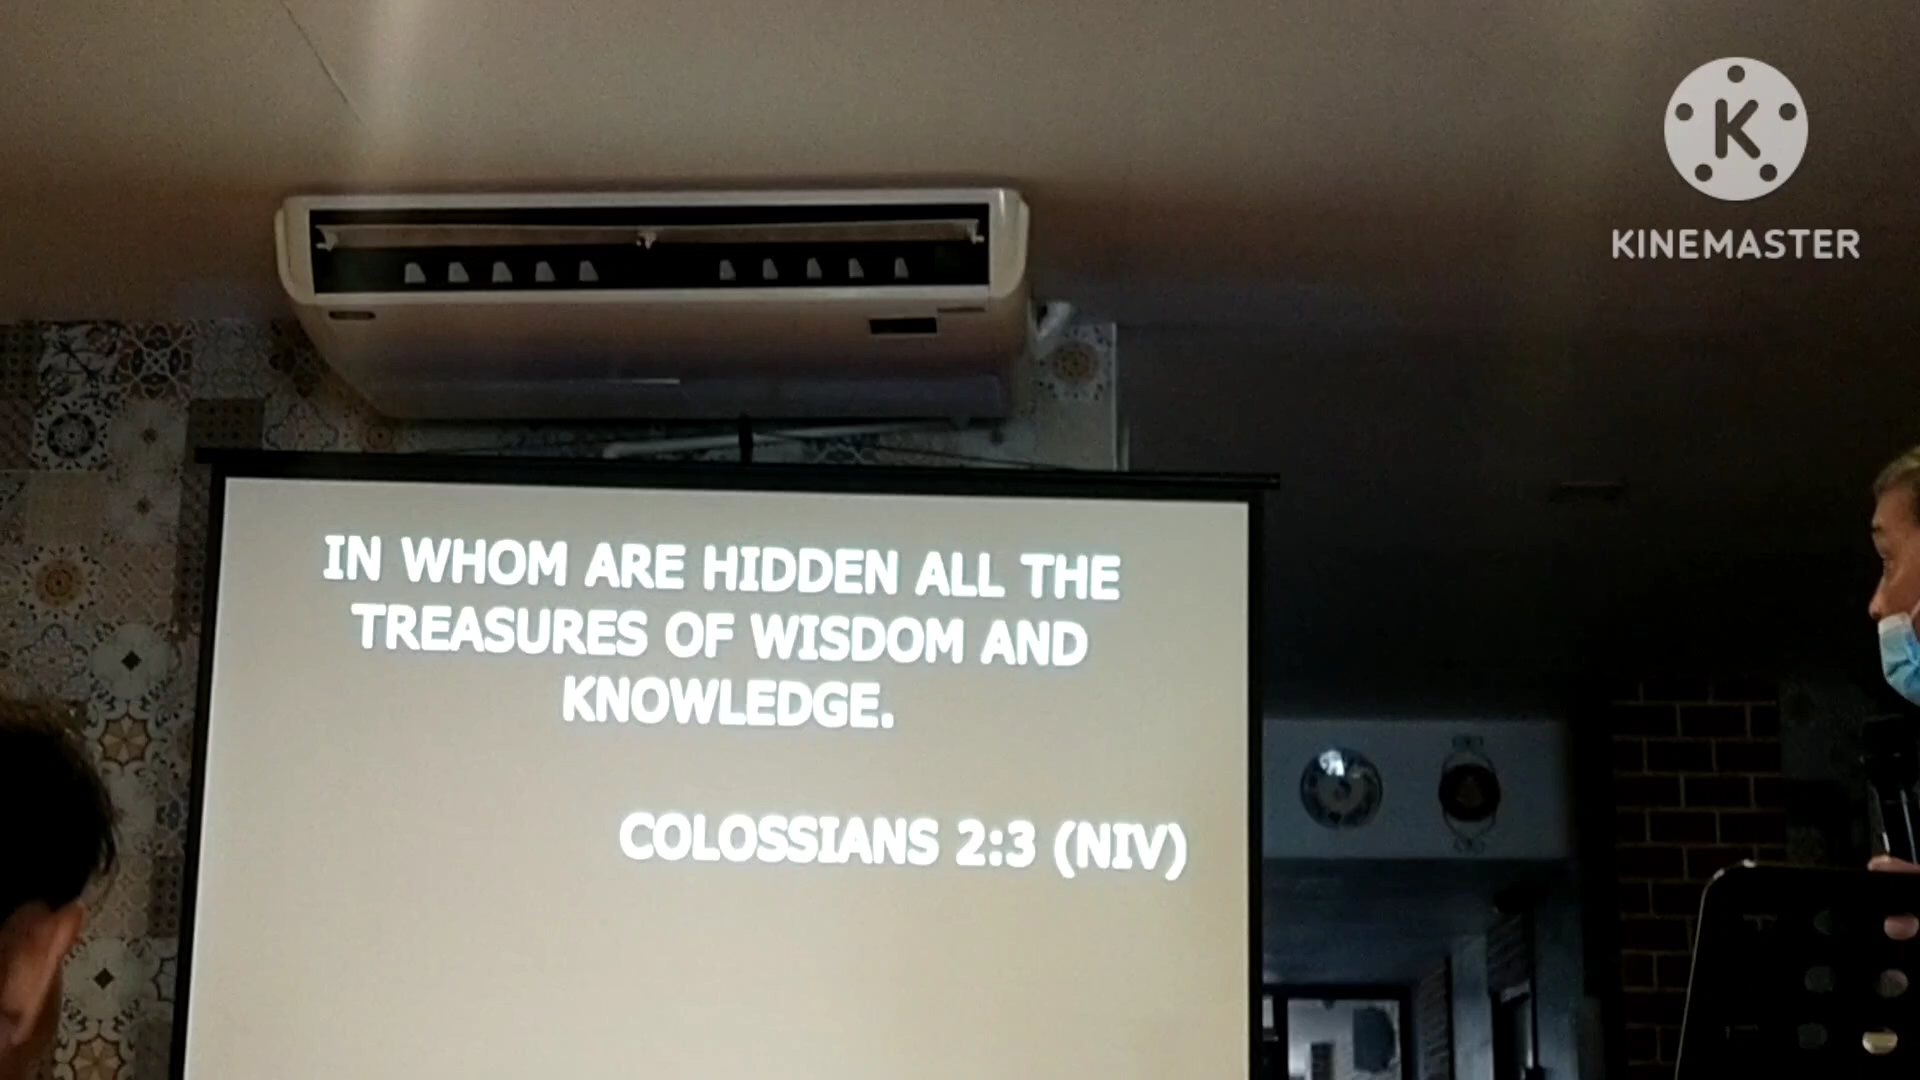 K
KINEMASTER
IN WHOM ARE HIDDEN ALL THE
TREASURES OF WISDOM AND
KNOWLEDGE.
COLOSSIANS 2:3 (NIV)